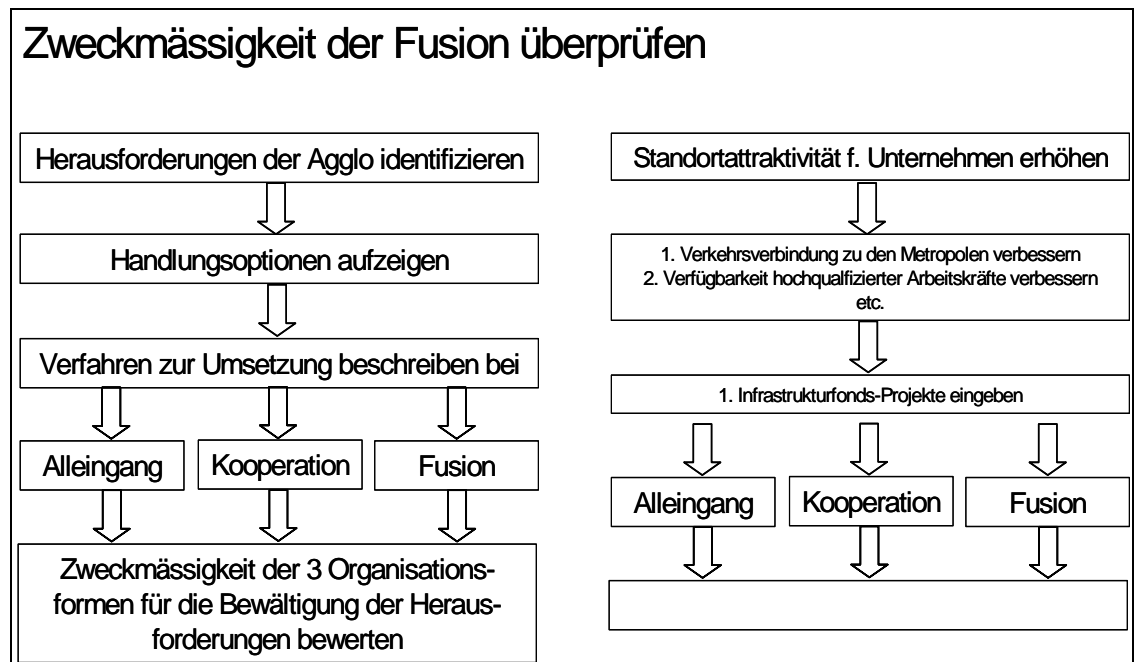 Zweckmässigkeit der Fusion überprüfen
Herausforderungen der Agglo identifizieren
Handlungsoptionen aufzeigen
Verfahren zur Umsetzung beschreiben bei
Alleingang
Kooperation
Fusion
Zweckmässigkeit der 3 Organisations-
formen für die Bewältigung der Heraus-
forderungen bewerten
Standortattraktivität f. Unternehmen erhöhen
1. Verkehrsverbindung zu den Metropolen verbessern
2. Verfügbarkeit hochqualfizierter Arbeitskräfte verbessern
etc.
1. Infrastrukturfonds-Projekte eingeben
Alleingang
Kooperation
Fusion